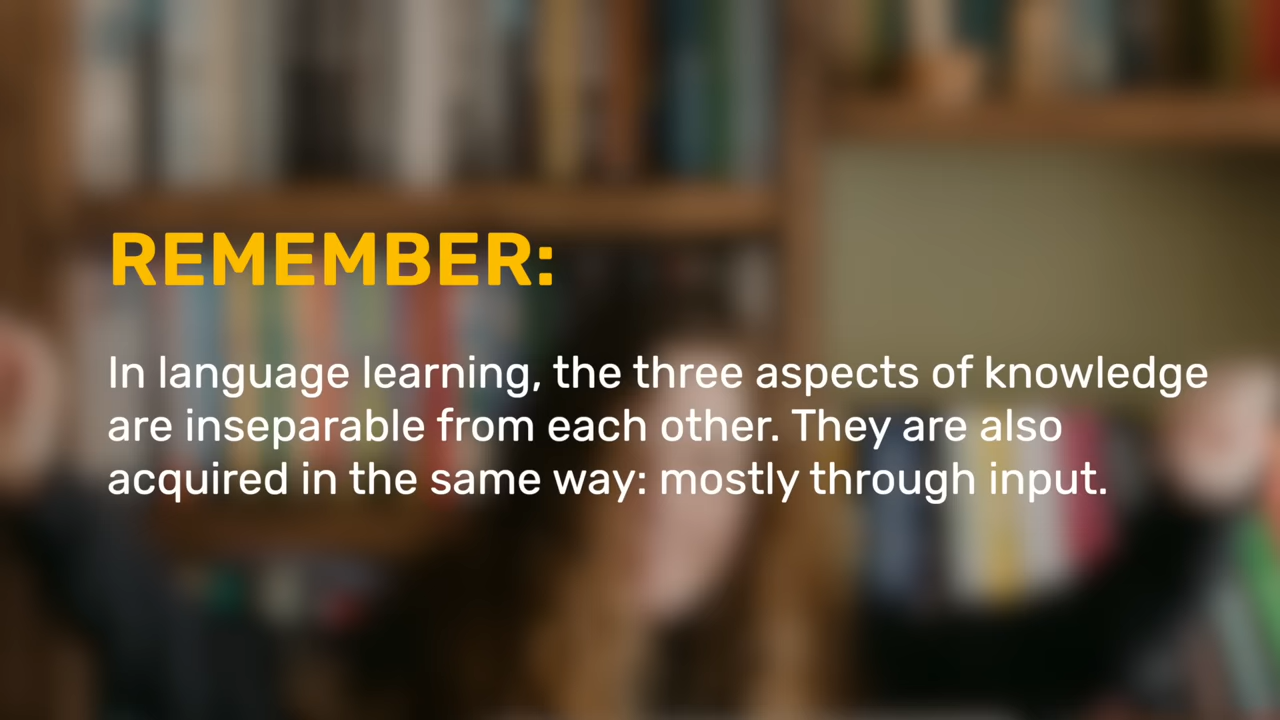 REMEMBER:
In language learning, the three aspects of knowledge
are inseparable from each other. They are also
acquired in the same way: mostly through input.